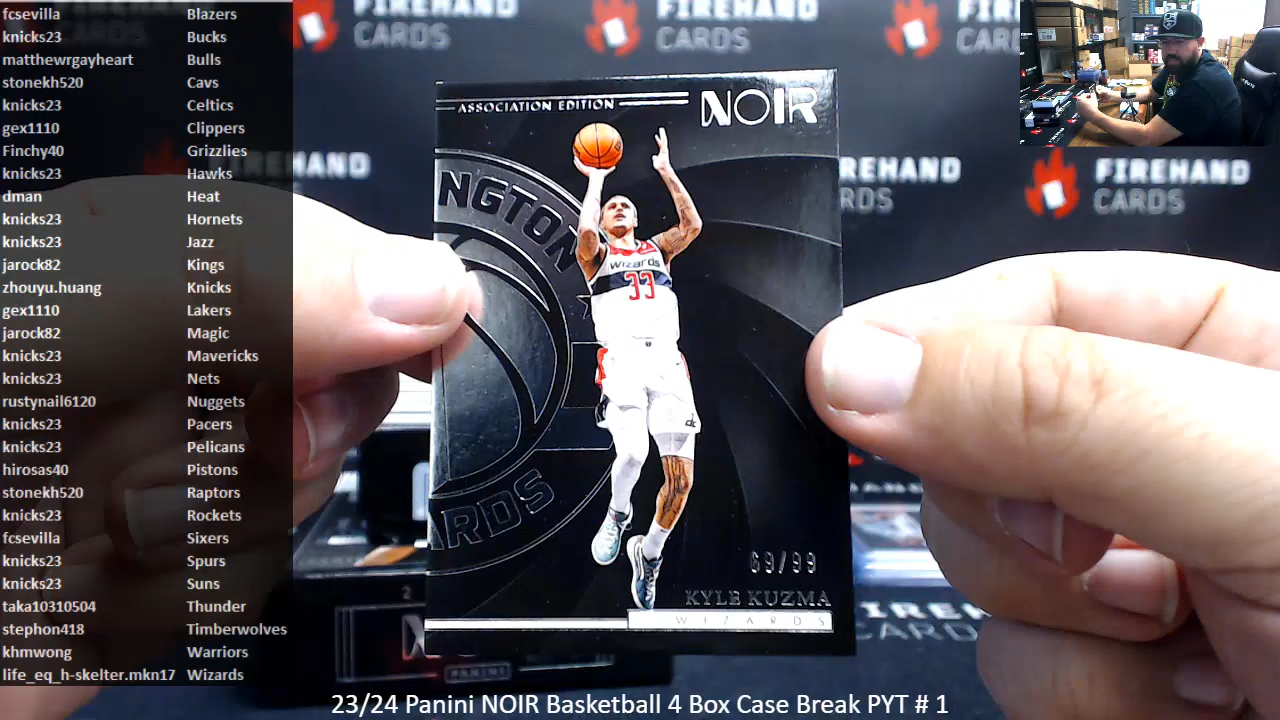 fcsevilla Blazers
knicks23 Bucks
matthewrgayheart Bulls
stonekh520 Cavs
knicks23 Celtics
gex1110 Clippers
Finchy40 Grizzlies
knicks23 Hawks
dman Heat
knicks23 Hornets
knicks23 Jazz
jarock82 Kings
zhouyu.huang Knicks
gex1110 Lakers
jarock82 Magic
knicks23 Mavericks
knicks23 Nets
rustynail6120 Nuggets
knicks23 Pacers
knicks23 Pelicans
hirosas40 Pistons
stonekh520 Raptors
knicks23 Rockets
fcsevilla Sixers
knicks23 Spurs
knicks23 Suns
taka10310504 Thunder
stephon418 Timberwolves
khmwong Warriors
life_eq_h-skelter.mkn17 Wizards
FIREHAND CARDS
FIREHAND
CARDS
ASSOCIATION EDITION
NOIR
NGTON
ARDS
wizards
33
dc
69/99
KYLE KUZMA
WIZARDS
FIREHAND
CARDS
PANINI
23/24 Panini NOIR Basketball 4 Box Case Break PYT # 1